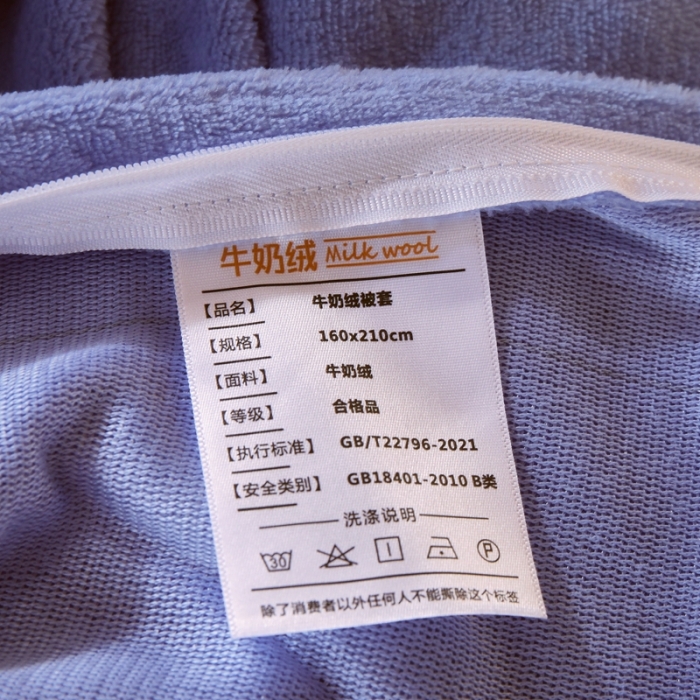 牛奶绒 Milk wool
【品名】 牛奶绒被套
【规格】 160x210cm
【面料】 牛奶绒
【等级】 合格品
【执行标准】 GB/T22796-2021
【安全类别】 GB18401-2010 B类
洗涤说明
30 P
除了消费者以外任何人不能撕除这个标签